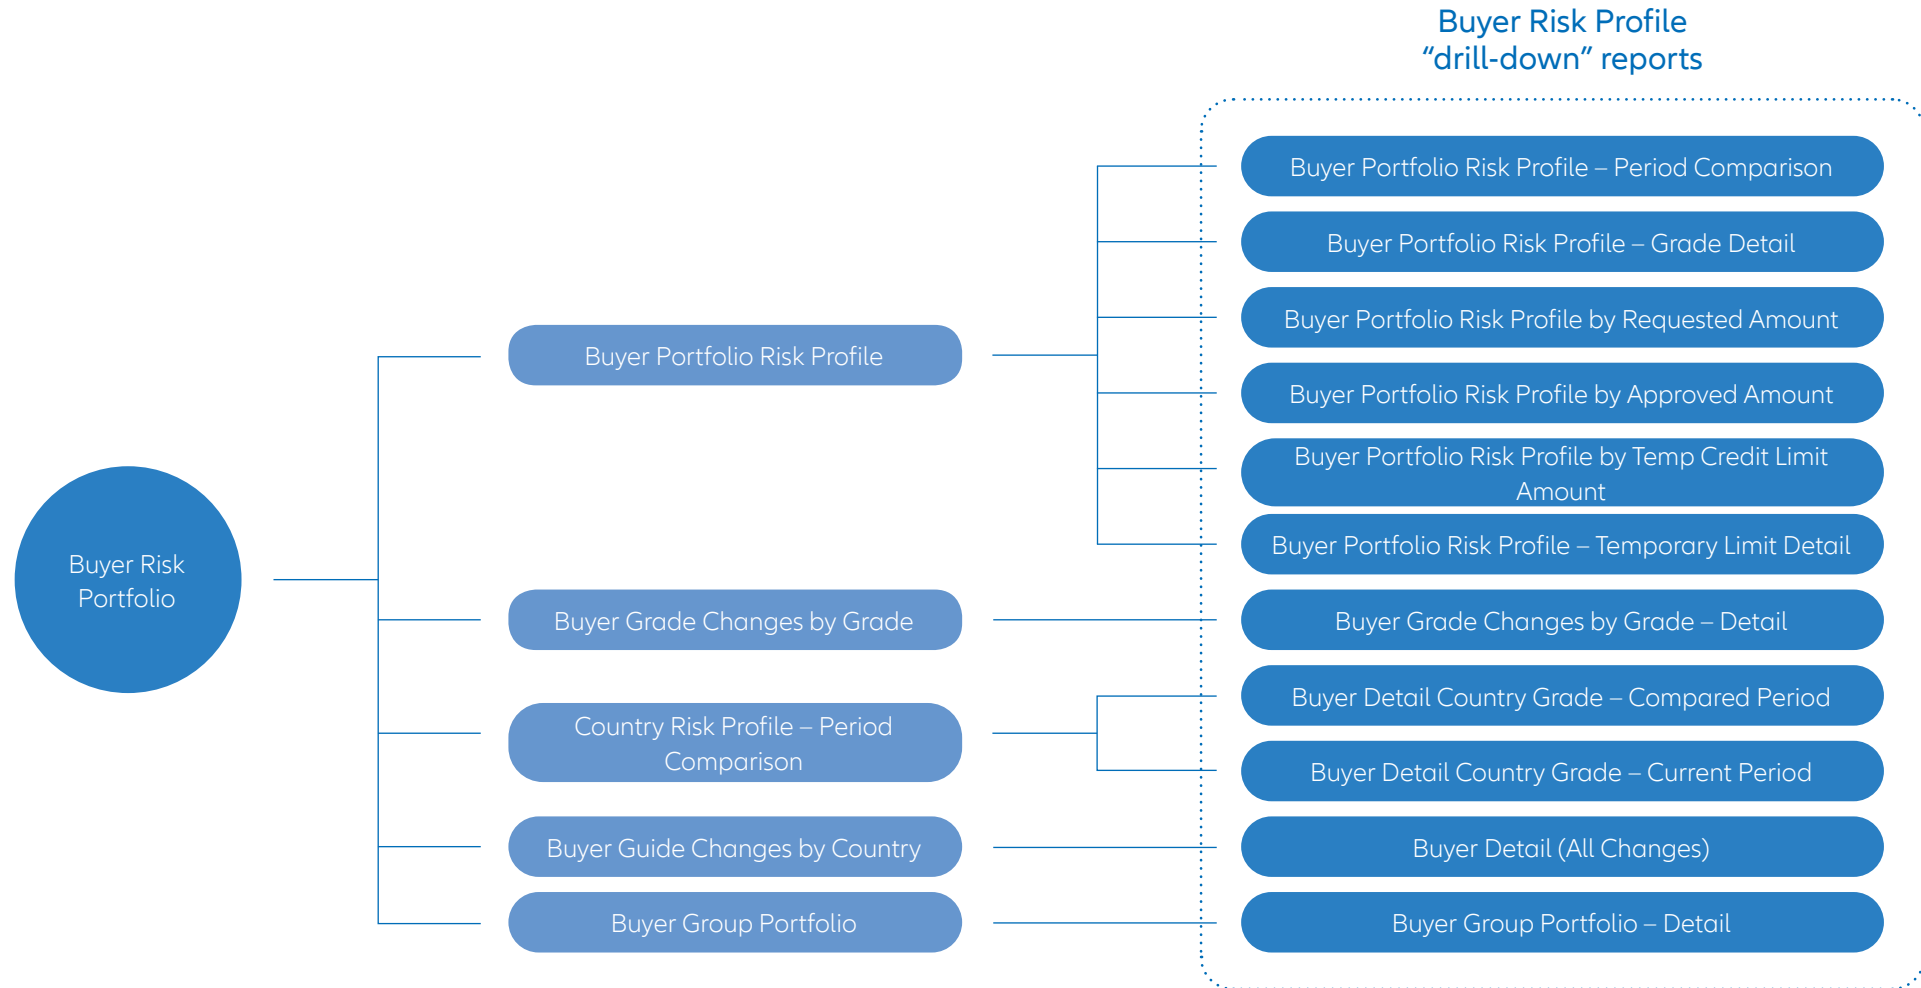 Buyer Risk Profile
“drill-down” reports
Buyer Risk
Portfolio
Buyer Portfolio Risk Profile
Buyer Grade Changes by Grade
Country Risk Profile – Period
Comparison
Buyer Guide Changes by Country
Buyer Group Portfolio
Buyer Portfolio Risk Profile – Period Comparison
Buyer Portfolio Risk Profile – Grade Detail
Buyer Portfolio Risk Profile by Requested Amount
Buyer Portfolio Risk Profile by Approved Amount
Buyer Portfolio Risk Profile by Temp Credit Limit
Amount
Buyer Portfolio Risk Profile – Temporary Limit Detail
Buyer Grade Changes by Grade – Detail
Buyer Detail Country Grade – Compared Period
Buyer Detail Country Grade – Current Period
Buyer Detail (All Changes)
Buyer Group Portfolio – Detail